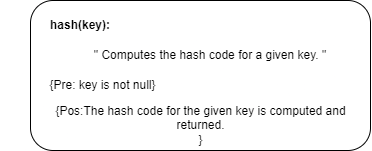 hash(key):
" Computes the hash code for a given key. "
{Pre: key is not null}
{Pos:The hash code for the given key is computed and
returned.
}